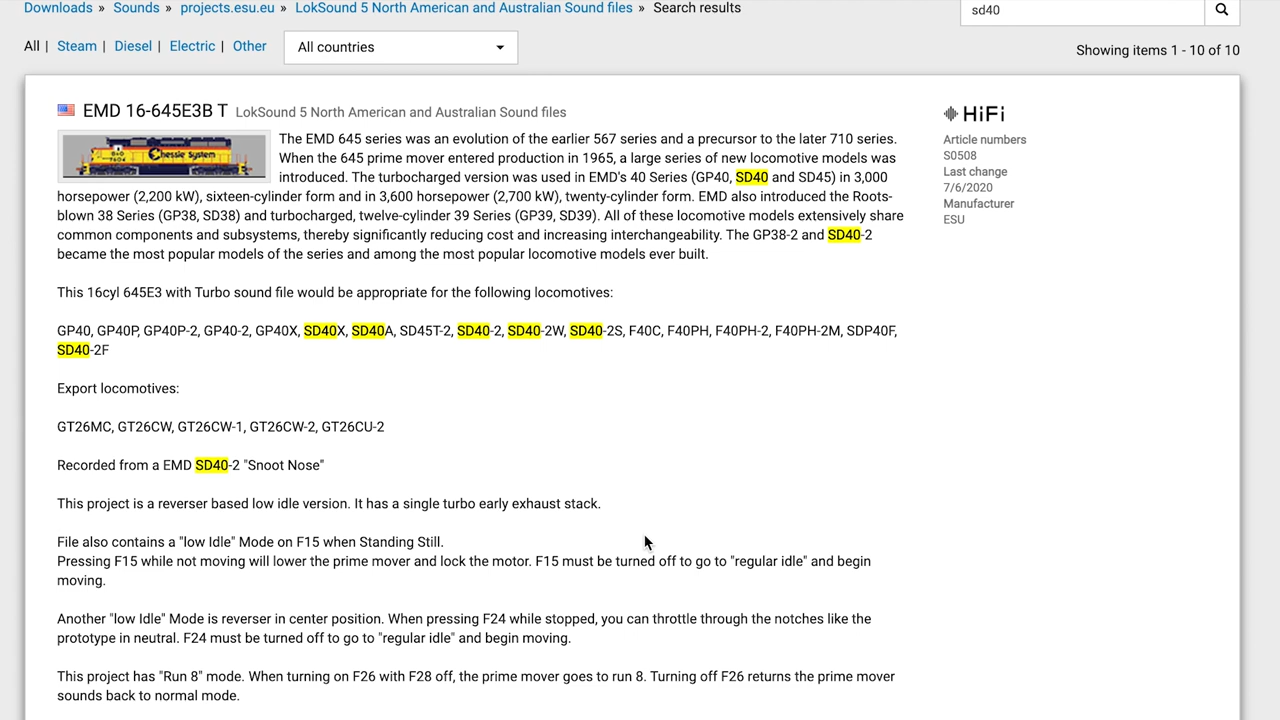 Downloads » Sounds » projects.esu.eu » LokSound 5 North American and Australian Sound files » Search results
sd40
All | Steam | Diesel | Electric | Other
All countries
Showing items 1 - 10 of 10
EMD 16-645E3B T LokSound 5 North American and Australian Sound files
Chessie System
The EMD 645 series was an evolution of the earlier 567 series and a precursor to the later 710 series.
When the 645 prime mover entered production in 1965, a large series of new locomotive models was
introduced. The turbocharged version was used in EMD's 40 Series (GP40, SD40 and SD45) in 3,000
horsepower (2,200 kW), sixteen-cylinder form and in 3,600 horsepower (2,700 kW), twenty-cylinder form. EMD also introduced the Roots-
blown 38 Series (GP38, SD38) and turbocharged, twelve-cylinder 39 Series (GP39, SD39). All of these locomotive models extensively share
common components and subsystems, thereby significantly reducing cost and increasing interchangeability. The GP38-2 and SD40-2
became the most popular models of the series and among the most popular locomotive models ever built.
This 16cyl 645E3 with Turbo sound file would be appropriate for the following locomotives:
GP40, GP40P, GP40P-2, GP40-2, GP40X, SD40X, SD40A, SD45T-2, SD40-2, SD40-2W, SD40-2S, F40C, F40PH, F40PH-2, F40PH-2M, SDP40F,
SD40-2F
Export locomotives:
GT26MC, GT26CW, GT26CW-1, GT26CW-2, GT26CU-2
Recorded from a EMD SD40-2 "Snoot Nose"
This project is a reverser based low idle version. It has a single turbo early exhaust stack.
File also contains a "low Idle" Mode on F15 when Standing Still.
Pressing F15 while not moving will lower the prime mover and lock the motor. F15 must be turned off to go to "regular idle" and begin
moving.
Another "low Idle" Mode is reverser in center position. When pressing F24 while stopped, you can throttle through the notches like the
prototype in neutral. F24 must be turned off to go to "regular idle" and begin moving.
This project has "Run 8" mode. When turning on F26 with F28 off, the prime mover goes to run 8. Turning off F26 returns the prime mover
sounds back to normal mode.
HiFi
Article numbers
S0508
Last change
7/6/2020
Manufacturer
ESU